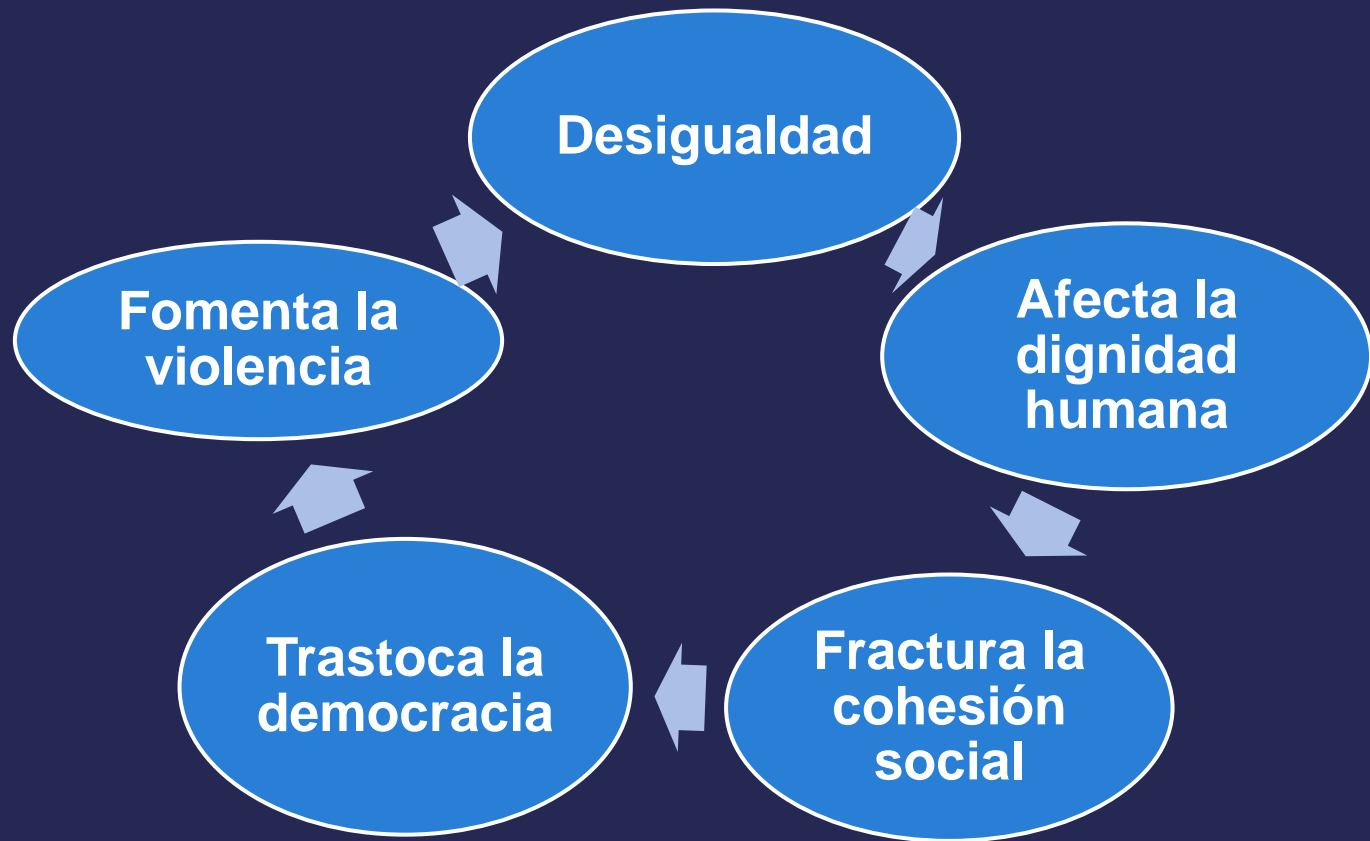 Desigualdad
Afecta la
dignidad
humana
Fractura la
cohesión
social
Trastoca la
democracia
Fomenta la
violencia